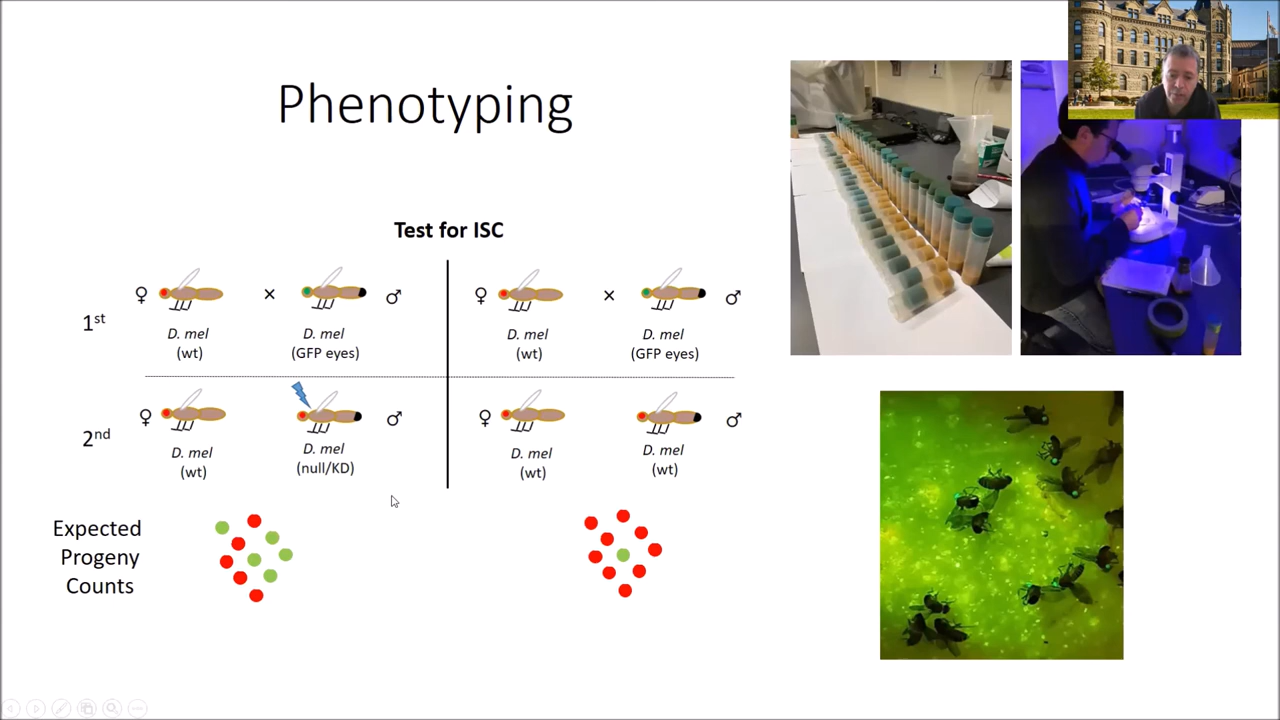 Phenotyping
Test for ISC
1st
♀ × ♂ ♀ × ♂
D. mel D. mel D. mel D. mel
(wt) (GFP eyes) (wt) (GFP eyes)
2nd
♀ ♂ ♀ ♂
D. mel D. mel D. mel D. mel
(wt) (null/KD) (wt) (wt)
Expected
Progeny
Counts